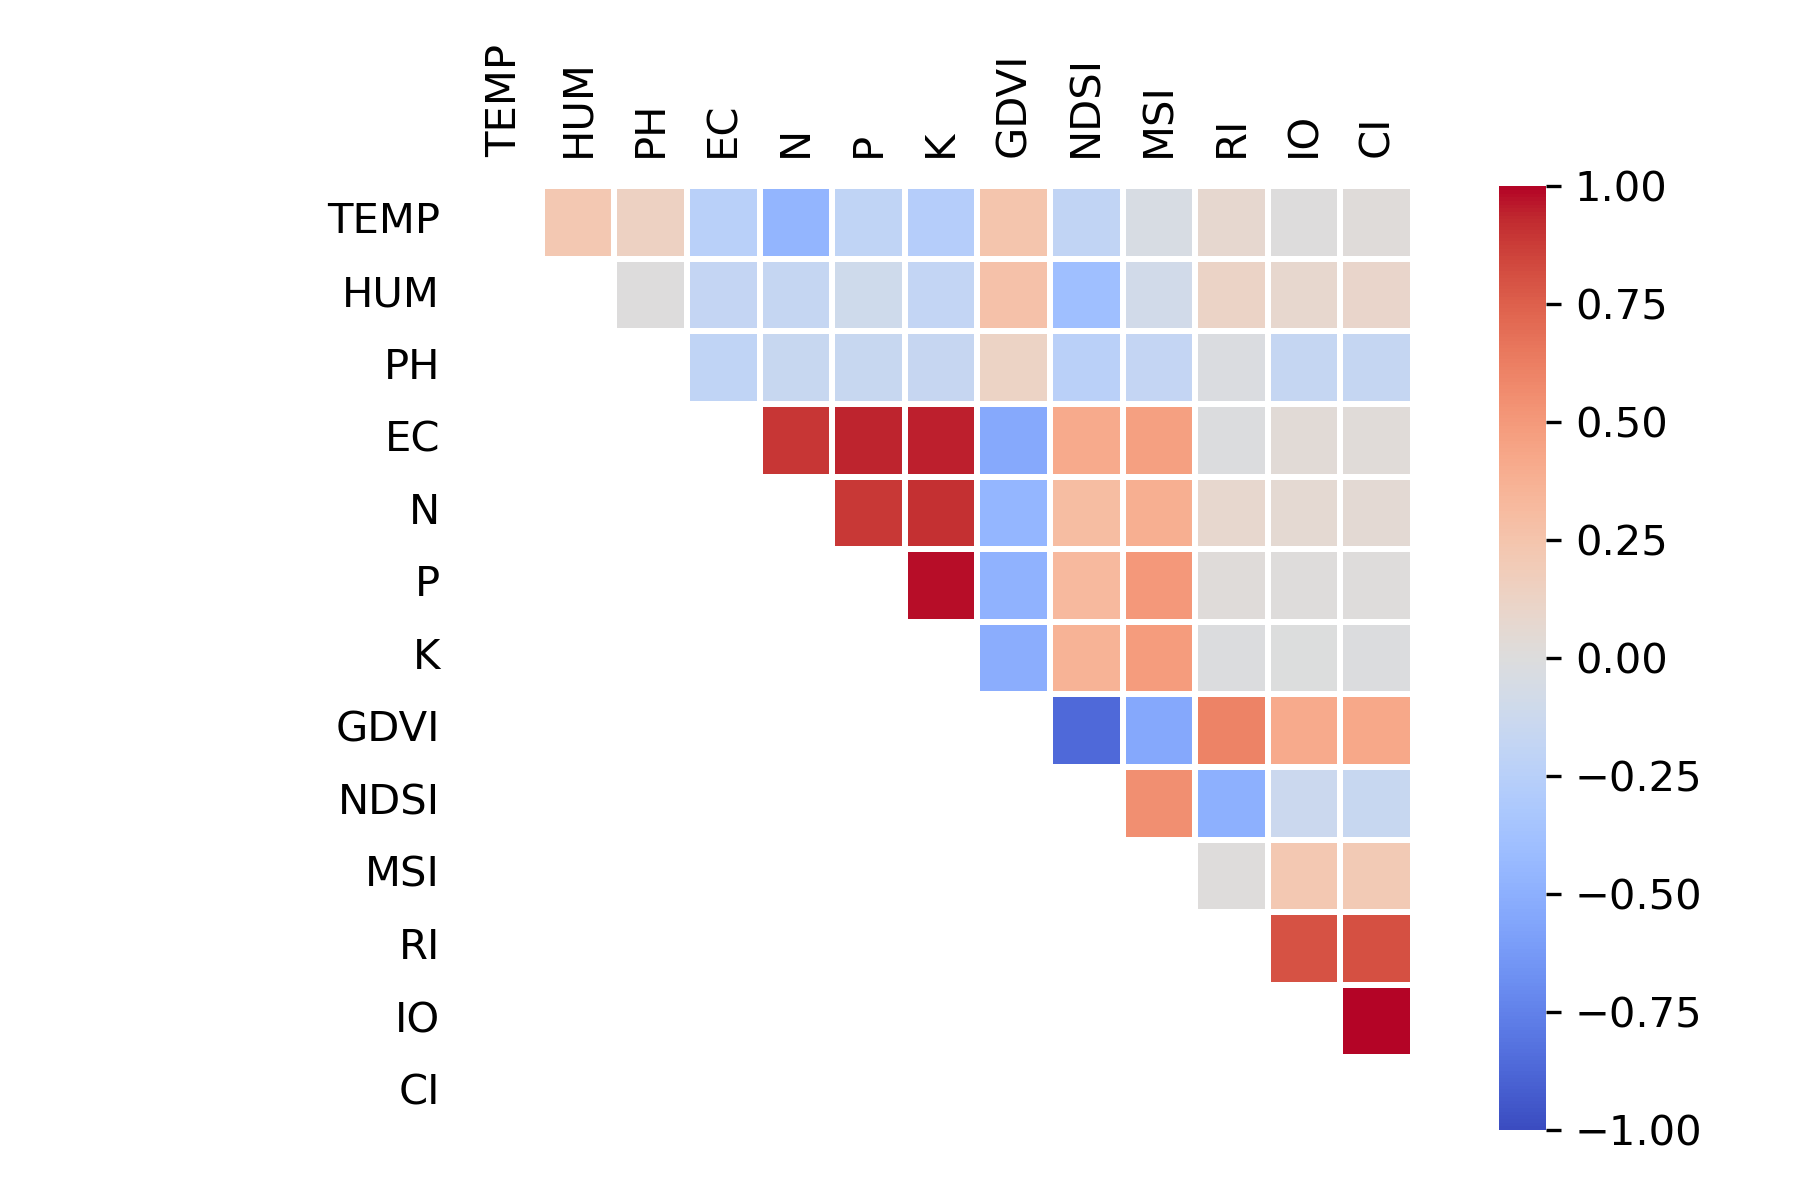 TEMP HUM PH EC N P K GDVI NDSI MSI RI IO CI
TEMP
HUM
PH
EC
N
P
K
GDVI
NDSI
MSI
RI
IO
CI
1.00
0.75
0.50
0.25
0.00
−0.25
−0.50
−0.75
−1.00